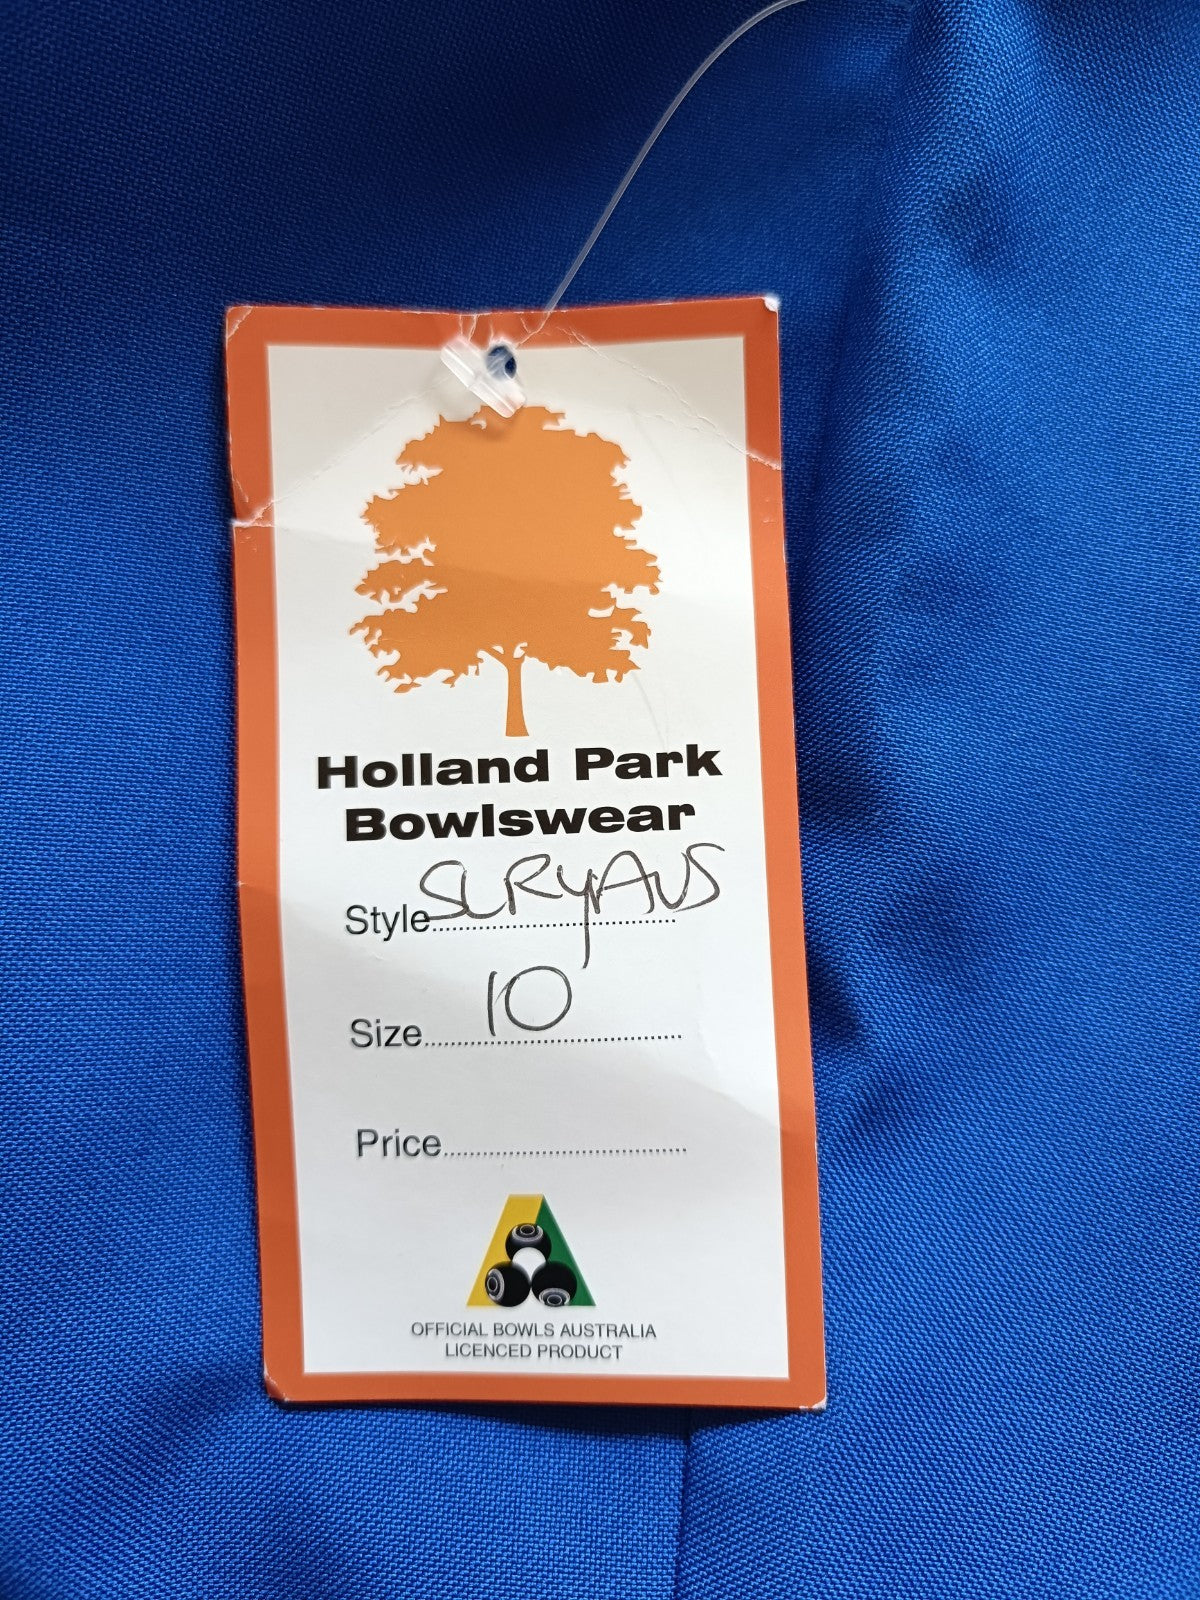 Holland Park
Bowlswear
Style SLRYAUS
Size 10
Price
OFFICIAL BOWLS AUSTRALIA
LICENCED PRODUCT